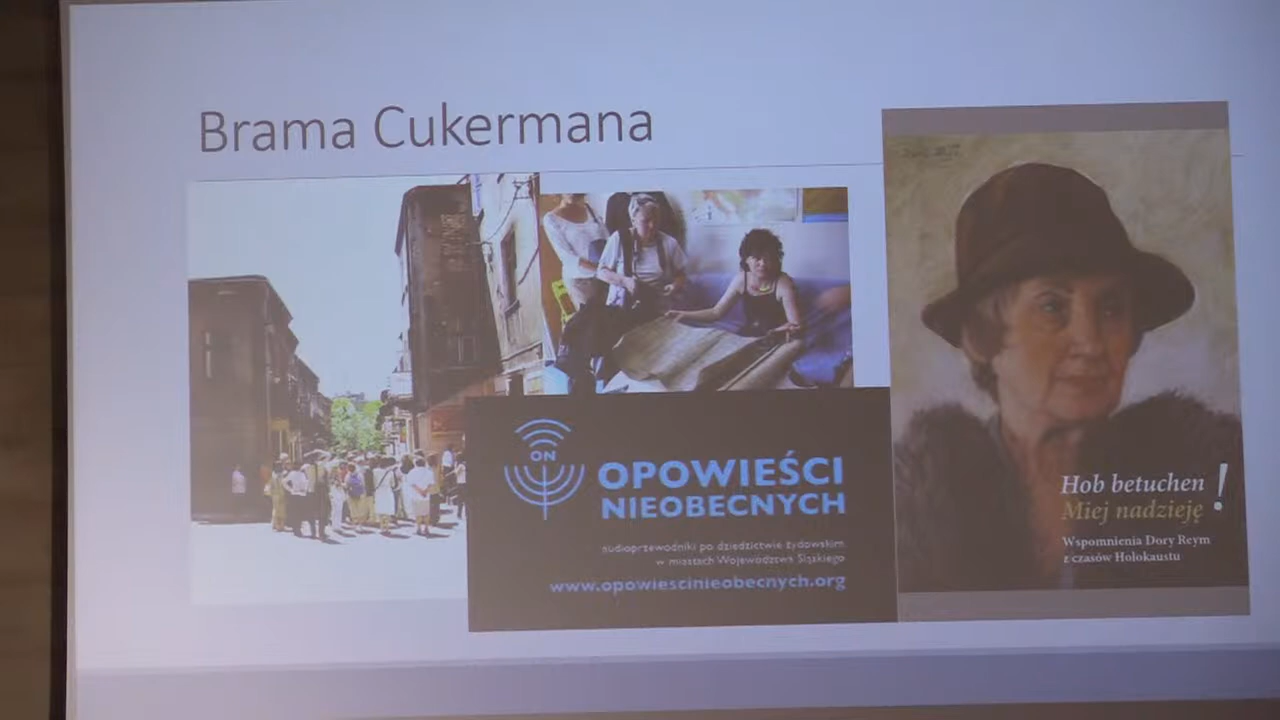 Brama Cukermana
ON
OPOWIEŚCI
NIEOBECNYCH
audioprzewodniki po dziedzictwie żydowskim
w miastach Województwa Śląskiego
www.opowiescinieobecnych.org
Hob betuchen!
Miej nadzieję
Wspomnienia Dory Reym
z czasów Holokaustu